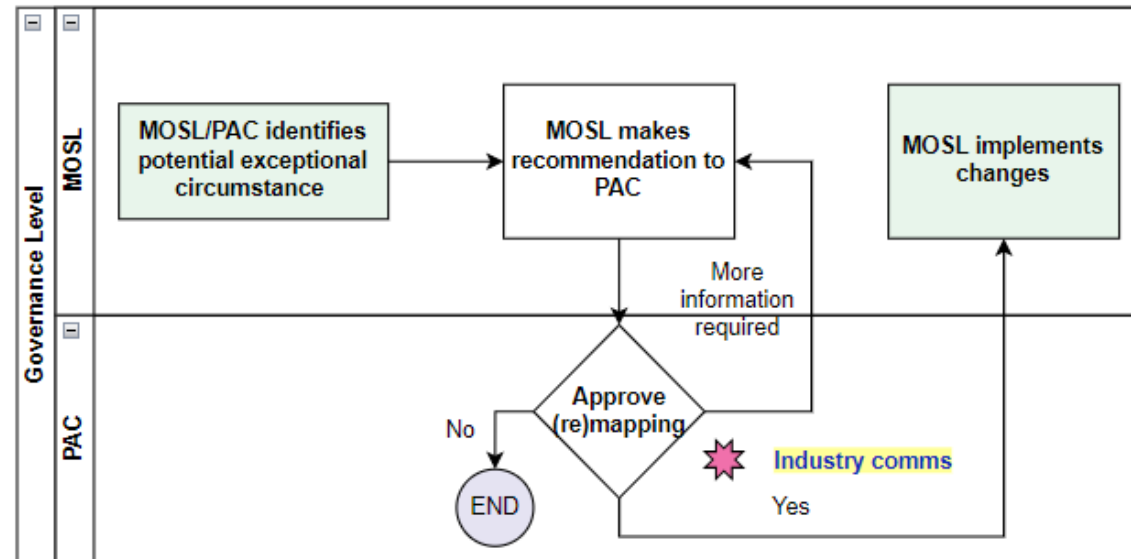 Governance Level
MOSL
MOSL/PAC identifies
potential exceptional
circumstance
MOSL makes
recommendation to
PAC
MOSL implements
changes
More
information
required
PAC
Approve
(re)mapping
No
END
Industry comms
Yes